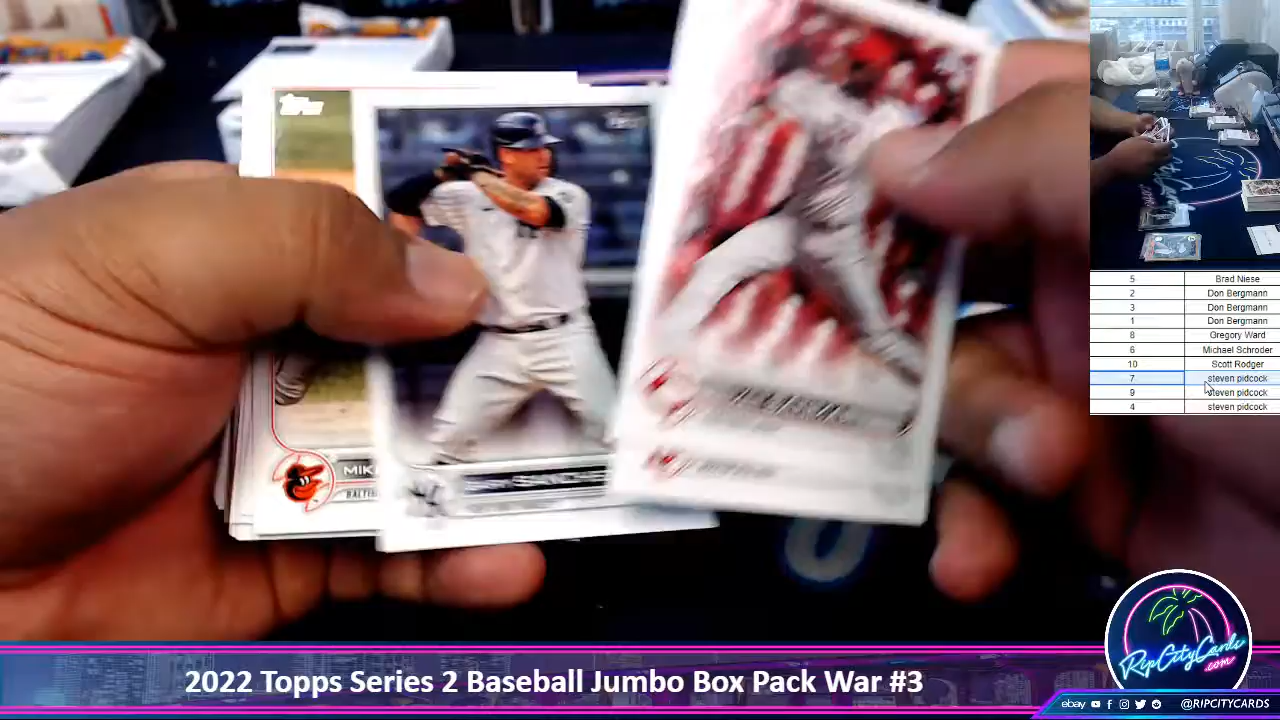 topps
MIK
BALTI
SANCHE
5 Brad Niese
2 Don Bergmann
3 Don Bergmann
1 Don Bergmann
8 Gregory Ward
6 Michael Schroder
10 Scott Rodger
7 steven pidcock
9 steven pidcock
4 steven pidcock
RipCityCards
.com
2022 Topps Series 2 Baseball Jumbo Box Pack War #3
ebay @RIPCITYCARDS